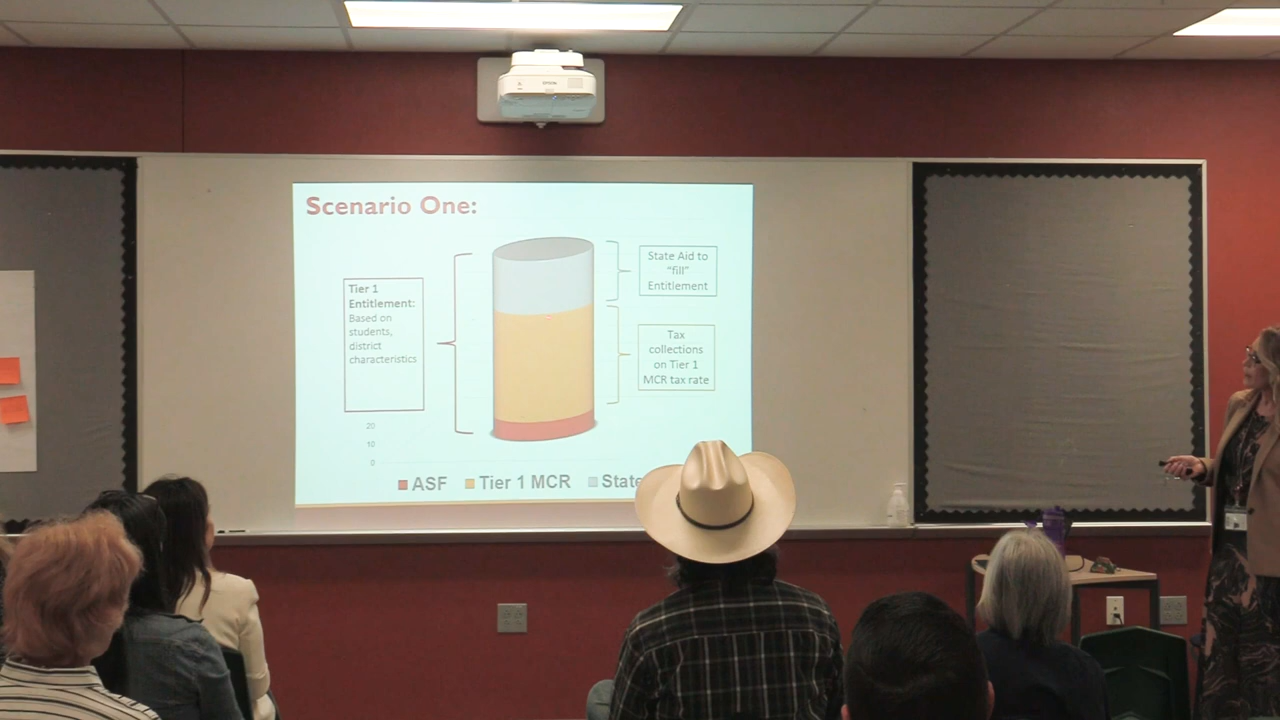 EPSON
Scenario One:
State Aid to
"fill"
Entitlement
Tier 1
Entitlement:
Based on
students,
district
characteristics
Tax
collections
on Tier 1
MCR tax rate
20
10
0
ASF
Tier 1 MCR
State